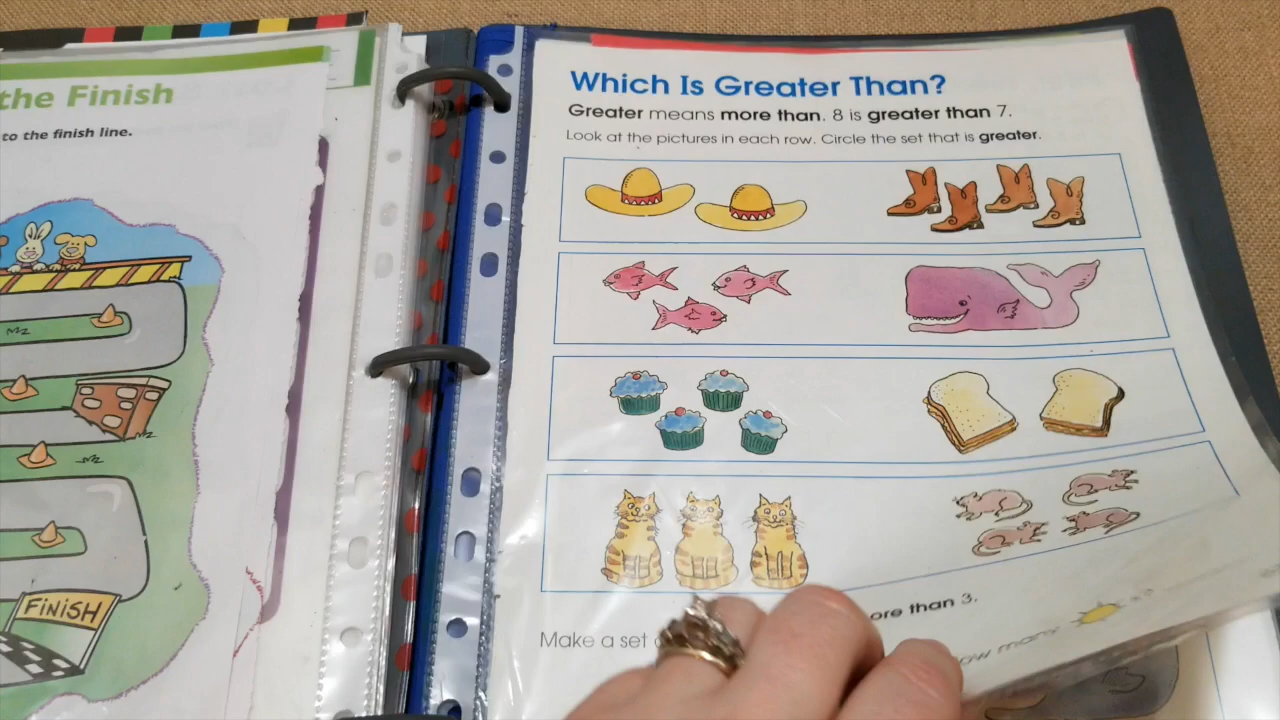 the Finish
to the finish line.
FINISH
Which Is Greater Than?
Greater means more than. 8 is greater than 7.
Look at the pictures in each row. Circle the set that is greater.
ore than 3.
Make a set
ow many